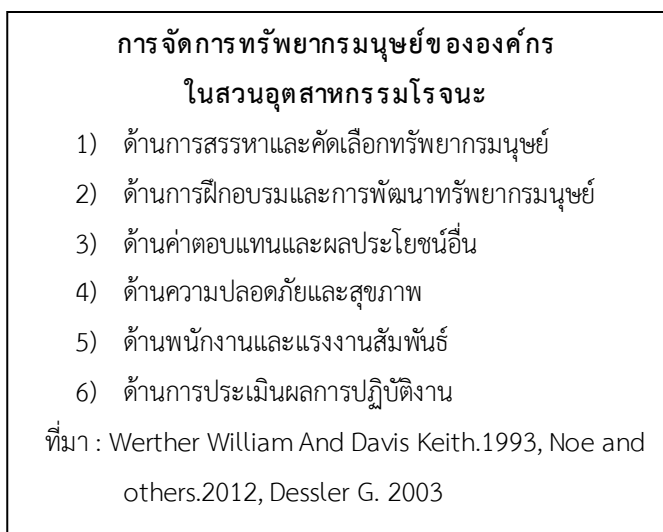 การจัดการทรัพยากรมนุษย์ขององค์กร
ในสวนอุตสาหกรรมโรจนะ
1) ด้านการสรรหาและคัดเลือกทรัพยากรมนุษย์
2) ด้านการฝึกอบรมและการพัฒนาทรัพยากรมนุษย์
3) ด้านค่าตอบแทนและผลประโยชน์อื่น
4) ด้านความปลอดภัยและสุขภาพ
5) ด้านพนักงานและแรงงานสัมพันธ์
6) ด้านการประเมินผลการปฏิบัติงาน
ที่มา : Werther William And Davis Keith.1993, Noe and
others.2012, Dessler G. 2003